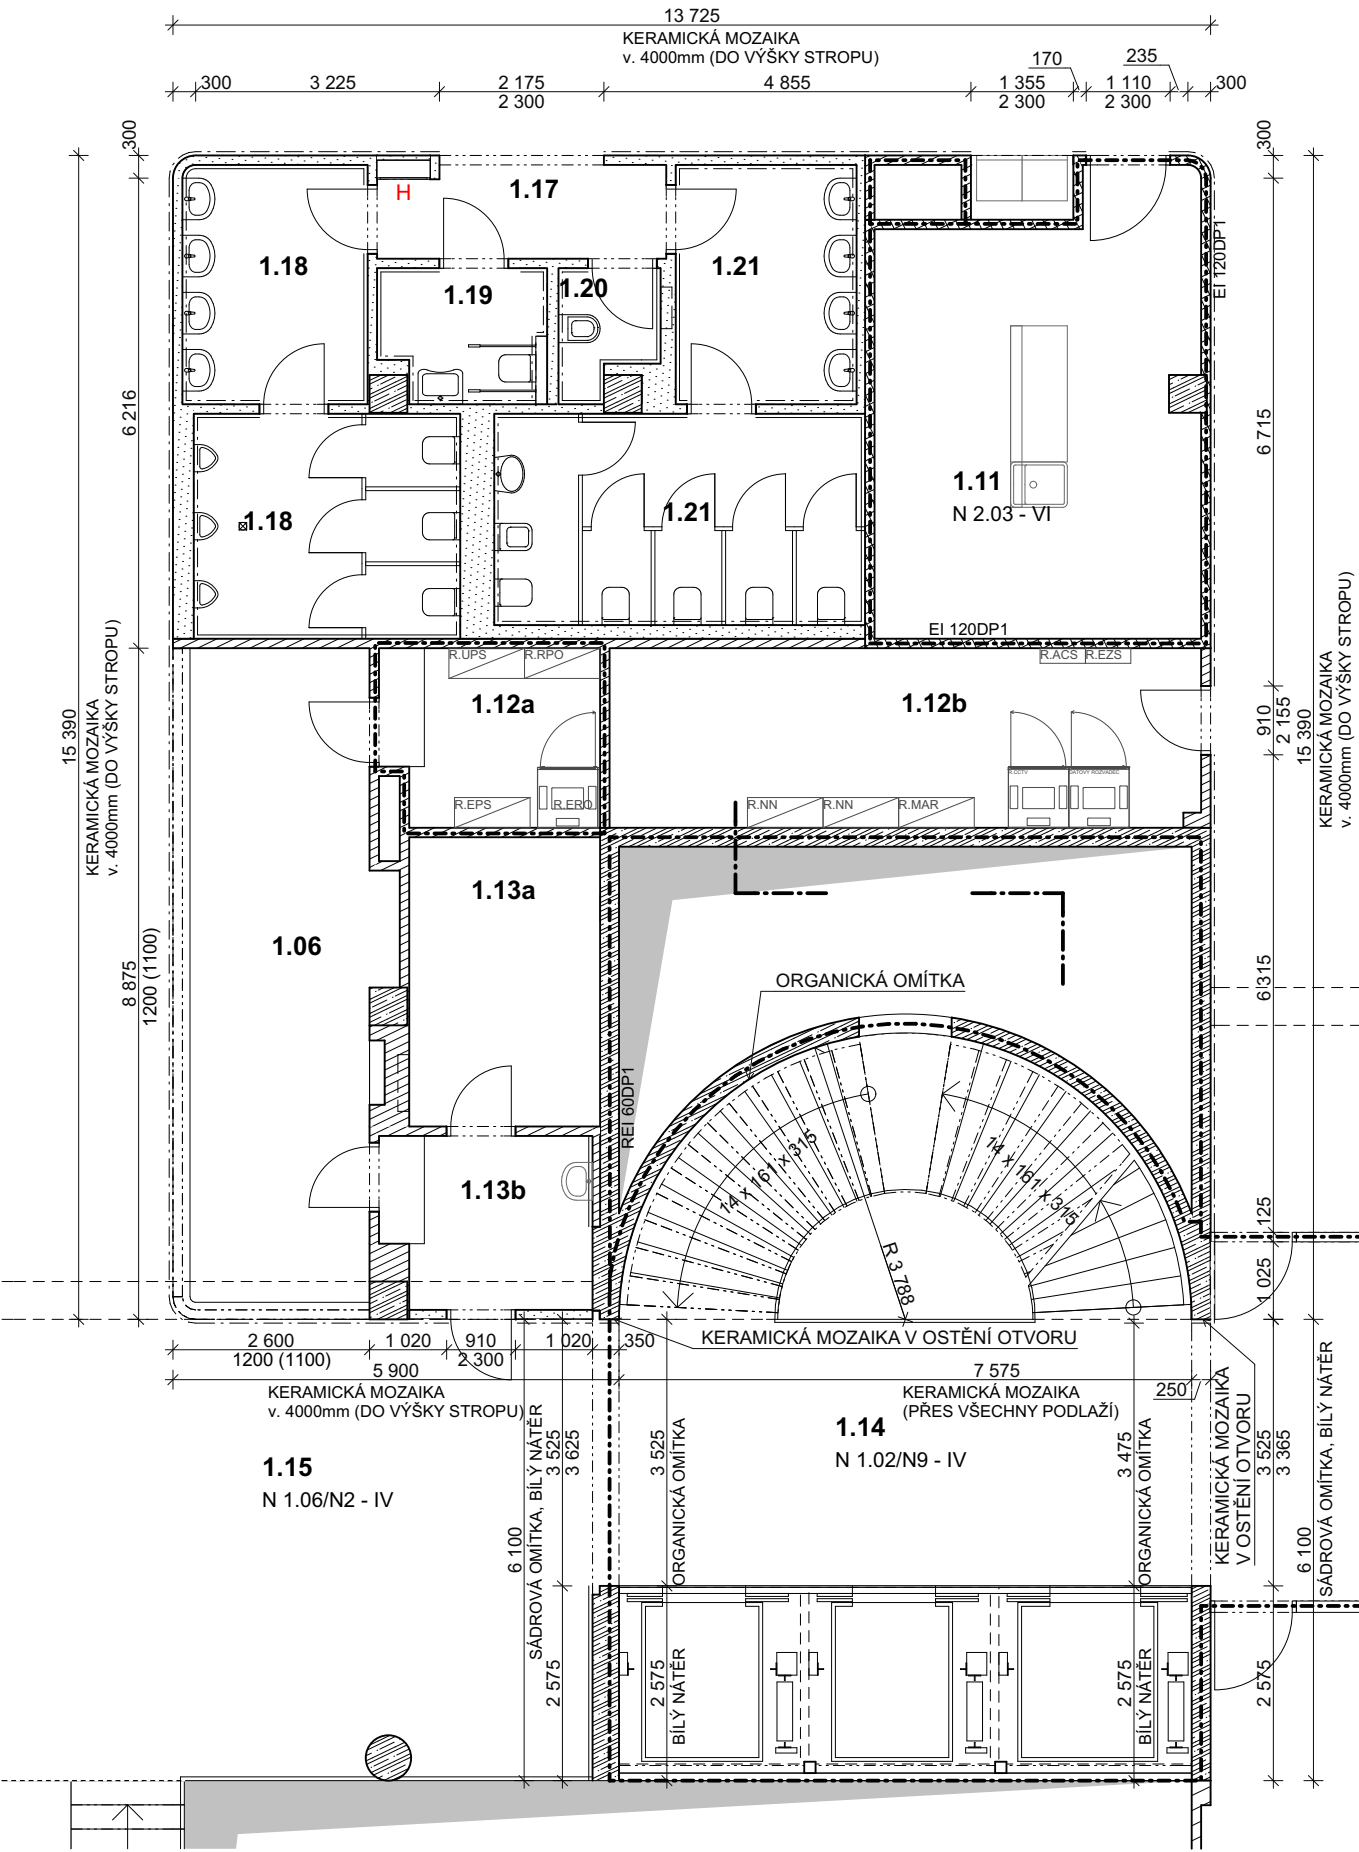 13 725
KERAMICKÁ MOZAIKA
v. 4000mm (DO VÝŠKY STROPU)
300
3 225
2 175
2 300
4 855
1 355
2 300
170
1 110
2 300
235
300
300
6 216
15 390
KERAMICKÁ MOZAIKA
v. 4000mm (DO VÝŠKY STROPU)
8 875
1200 (1100)
300
6 715
910
2 155
15 390
KERAMICKÁ MOZAIKA
v. 4000mm (DO VÝŠKY STROPU)
6 315
125
1 025
H
1.17
1.18
1.19
1.20
1.21
EI 120DP1
1.18
1.21
1.11
N 2.03 - VI
EI 120DP1
R.UPS
R.RPO
R.ACS
R.EZS
1.12a
1.12b
R.CCTV
DATOVÝ ROZVADĚČ
R.EPS
R.ERO
R.NN
R.NN
R.MAR
1.13a
1.06
ORGANICKÁ OMÍTKA
REI 60DP1
14 x 161 x 315
14 x 161 x 315
R 3 788
1.13b
2 600
1200 (1100)
1 020
910
2 300
1 020
350
KERAMICKÁ MOZAIKA V OSTĚNÍ OTVORU
5 900
7 575
250
KERAMICKÁ MOZAIKA
v. 4000mm (DO VÝŠKY STROPU)
KERAMICKÁ MOZAIKA
(PŘES VŠECHNY PODLAŽÍ)
1.15
N 1.06/N2 - IV
1.14
N 1.02/N9 - IV
6 100
SÁDROVÁ OMÍTKA, BÍLÝ NÁTĚR
3 525
3 625
3 525
ORGANICKÁ OMÍTKA
3 475
ORGANICKÁ OMÍTKA
KERAMICKÁ MOZAIKA
V OSTĚNÍ OTVORU
3 525
3 365
6 100
SÁDROVÁ OMÍTKA, BÍLÝ NÁTĚR
2 575
2 575
BÍLÝ NÁTĚR
2 575
BÍLÝ NÁTĚR
2 575